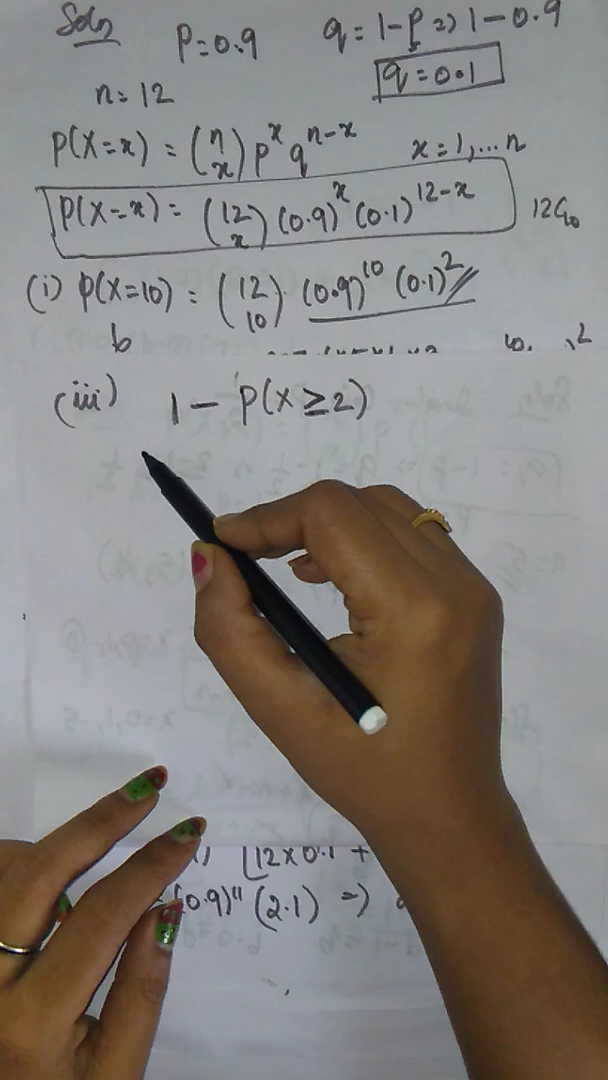 Soln P=0.9 q=1-p => 1-0.9
n=12 q=0.1
P(X=x) = (n x) p^x q^n-x x=1,...n
P(X=x) = (12 x) (0.9)^x (0.1)^12-x 12C10
(i) P(X=10) = (12 10) (0.9)^10 (0.1)^2
(iii) 1 - P(X ≥ 2)
[12×0.1 +
(0.9)^11 (2.1) =>